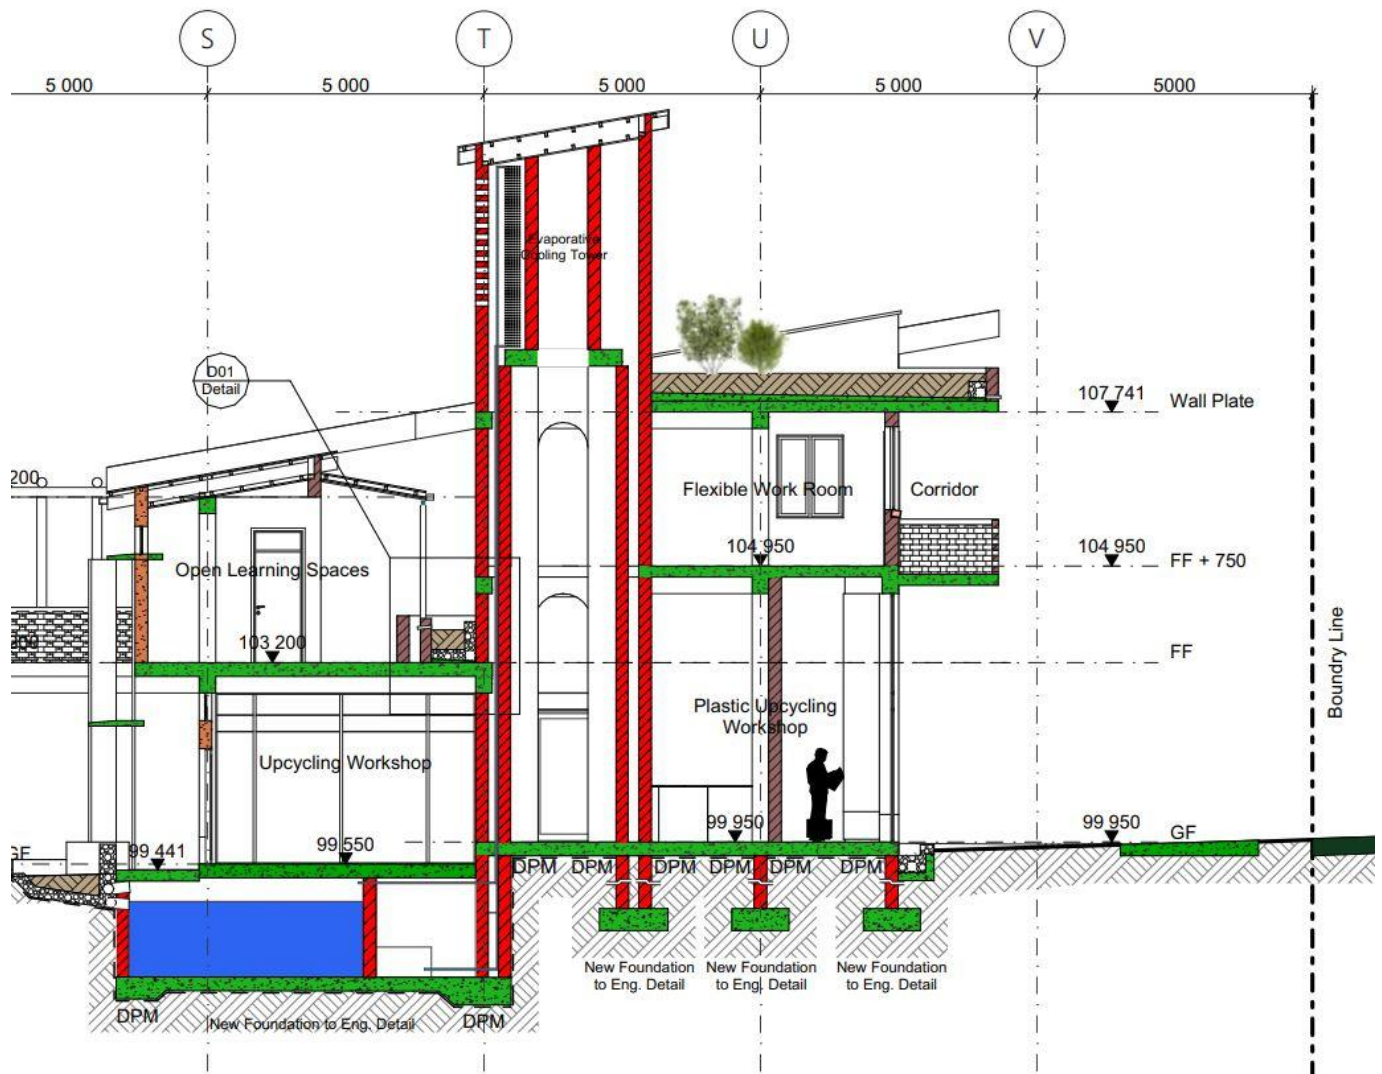 S
T
U
V
5 000
5 000
5 000
5 000
5000
Evaporative
Cooling Tower
D01
Detail
107 741
Wall Plate
200
Flexible Work Room
Corridor
104 950
104 950
FF + 750
Open Learning Spaces
103 200
FF
Boundry Line
Plastic Upcycling
Workshop
Upcycling Workshop
99 950
99 950
GF
GF
99 441
99 550
DPM
DPM
DPM
DPM
DPM
DPM
New Foundation
to Eng. Detail
New Foundation
to Eng. Detail
New Foundation
to Eng. Detail
DPM
New Foundation to Eng. Detail
DPM